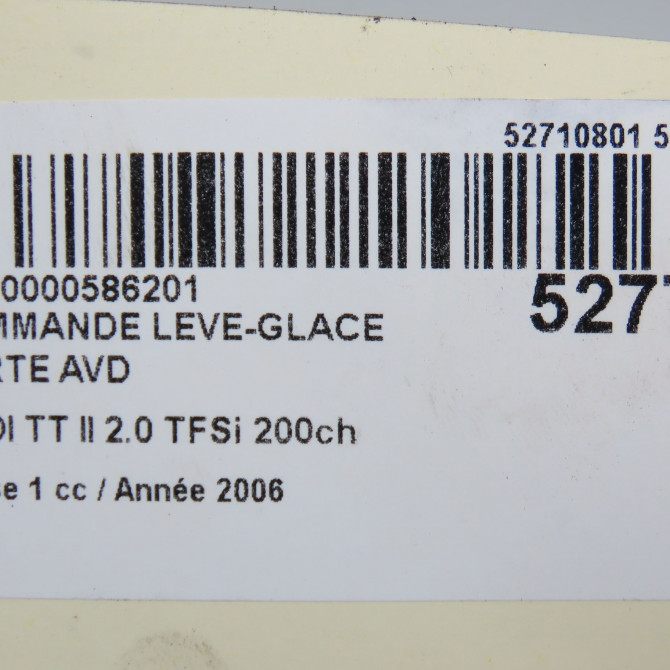 52710801 5
0000586201
527
MMANDE LEVE-GLACE
RTE AVD
DI TT II 2.0 TFSi 200ch
e 1 cc / Année 2006